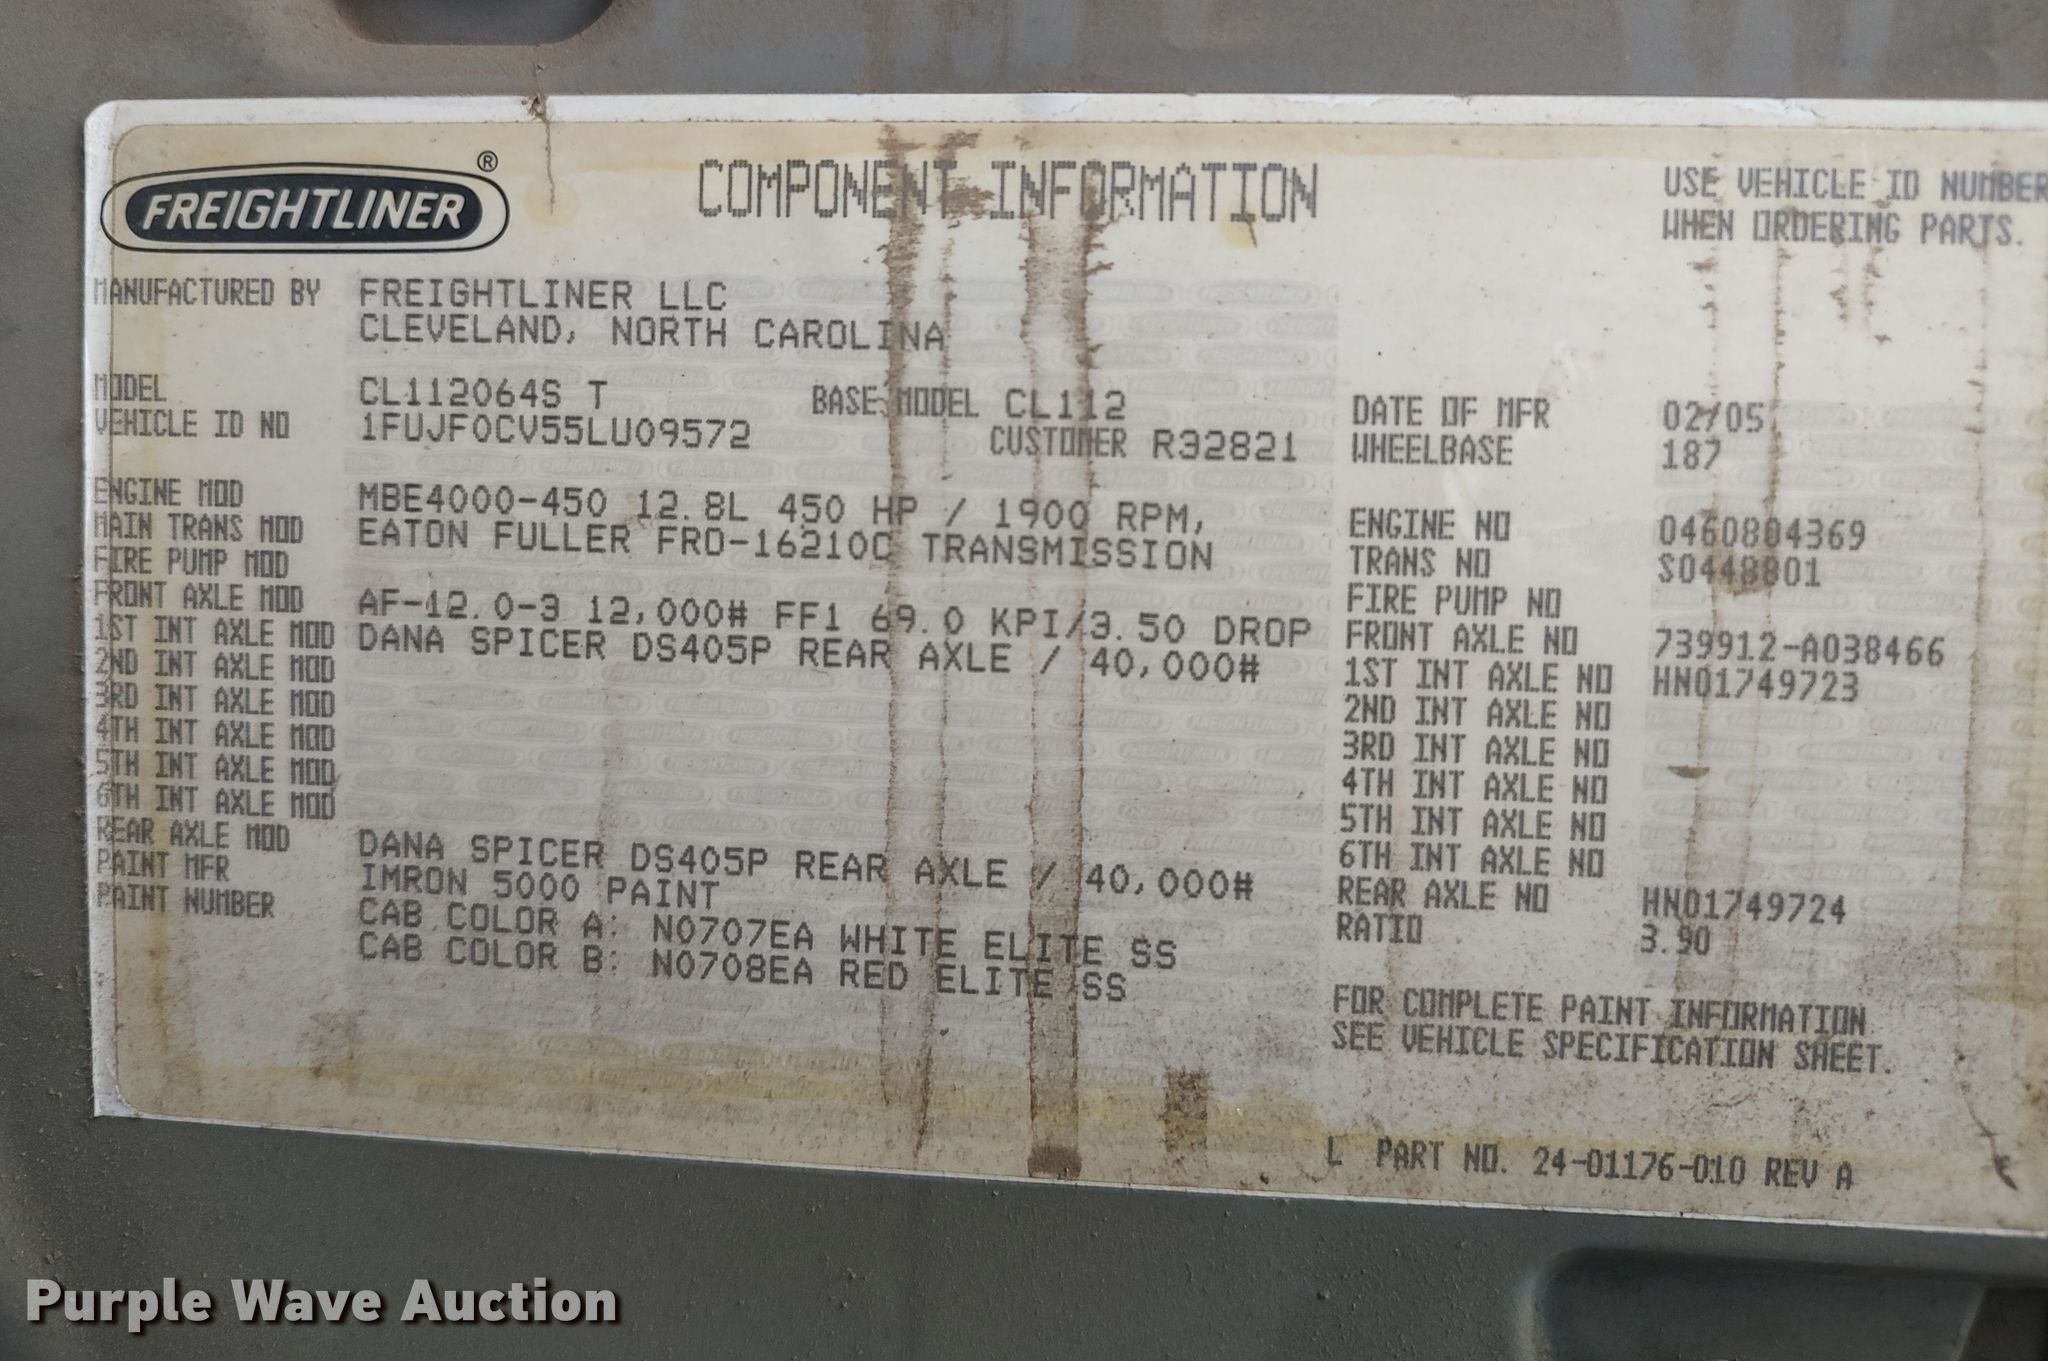 FREIGHTLINER®
COMPONENT INFORMATION
USE VEHICLE ID NUMBER
WHEN ORDERING PARTS.
MANUFACTURED BY FREIGHTLINER LLC
CLEVELAND, NORTH CAROLINA
MODEL CL112064S T BASE MODEL CL112 DATE OF MFR 02/05
VEHICLE ID NO 1FUJF0CV55LU09572 CUSTOMER R32821 WHEELBASE 187
ENGINE MOD MBE4000-450 12.8L 450 HP / 1900 RPM, ENGINE NO 0460804369
MAIN TRANS MOD EATON FULLER FRO-16210C TRANSMISSION TRANS NO S0448801
FIRE PUMP MOD FIRE PUMP NO
FRONT AXLE MOD AF-12.0-3 12,000# FF1 69.0 KPI/3.50 DROP FRONT AXLE NO 739912-A038466
1ST INT AXLE MOD DANA SPICER DS405P REAR AXLE / 40,000# 1ST INT AXLE NO HN01749723
2ND INT AXLE MOD 2ND INT AXLE NO
3RD INT AXLE MOD 3RD INT AXLE NO
4TH INT AXLE MOD 4TH INT AXLE NO
5TH INT AXLE MOD 5TH INT AXLE NO
6TH INT AXLE MOD 6TH INT AXLE NO
REAR AXLE MOD DANA SPICER DS405P REAR AXLE / 40,000# REAR AXLE NO HN01749724
PAINT MFR IMRON 5000 PAINT RATIO 3.90
PAINT NUMBER CAB COLOR A: N0707EA WHITE ELITE SS
CAB COLOR B: N0708EA RED ELITE SS
FOR COMPLETE PAINT INFORMATION
SEE VEHICLE SPECIFICATION SHEET.
L PART NO. 24-01176-010 REV A
Purple Wave Auction